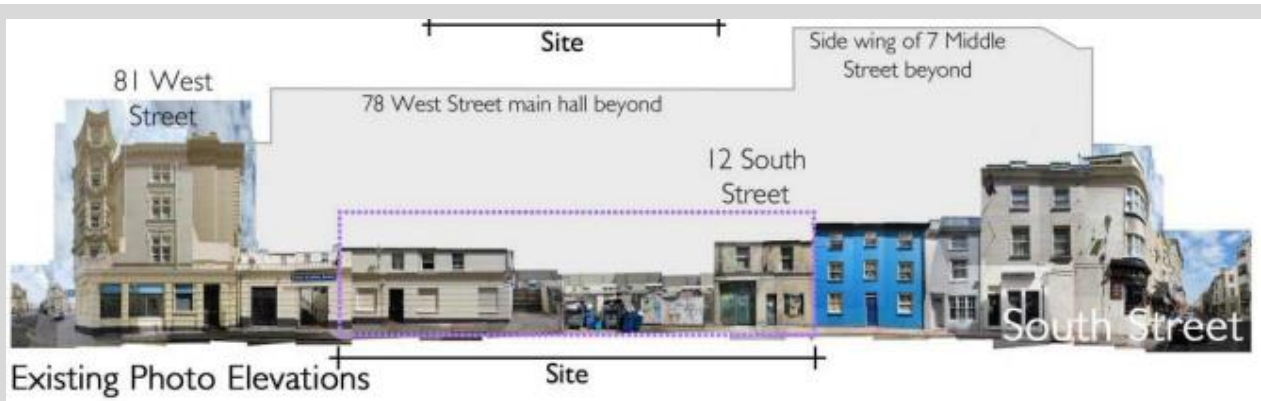 Site
Side wing of 7 Middle
Street beyond
81 West
Street
78 West Street main hall beyond
12 South
Street
South Street
Existing Photo Elevations
Site